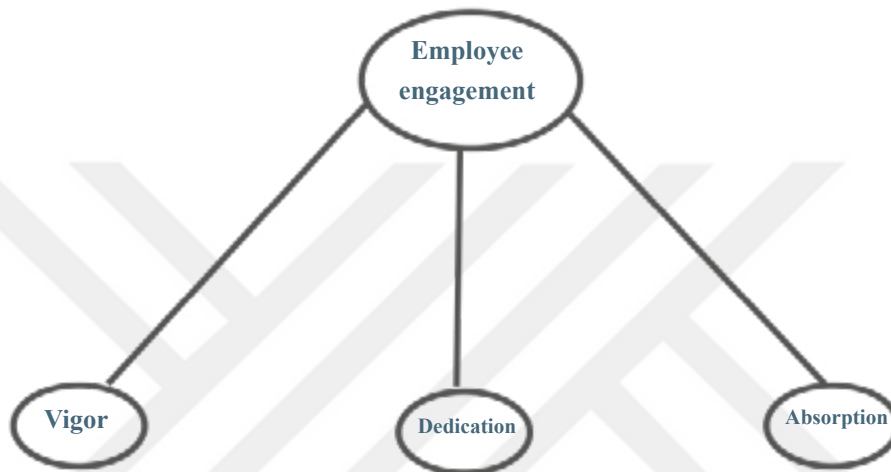 Employee
engagement
Vigor
Dedication
Absorption